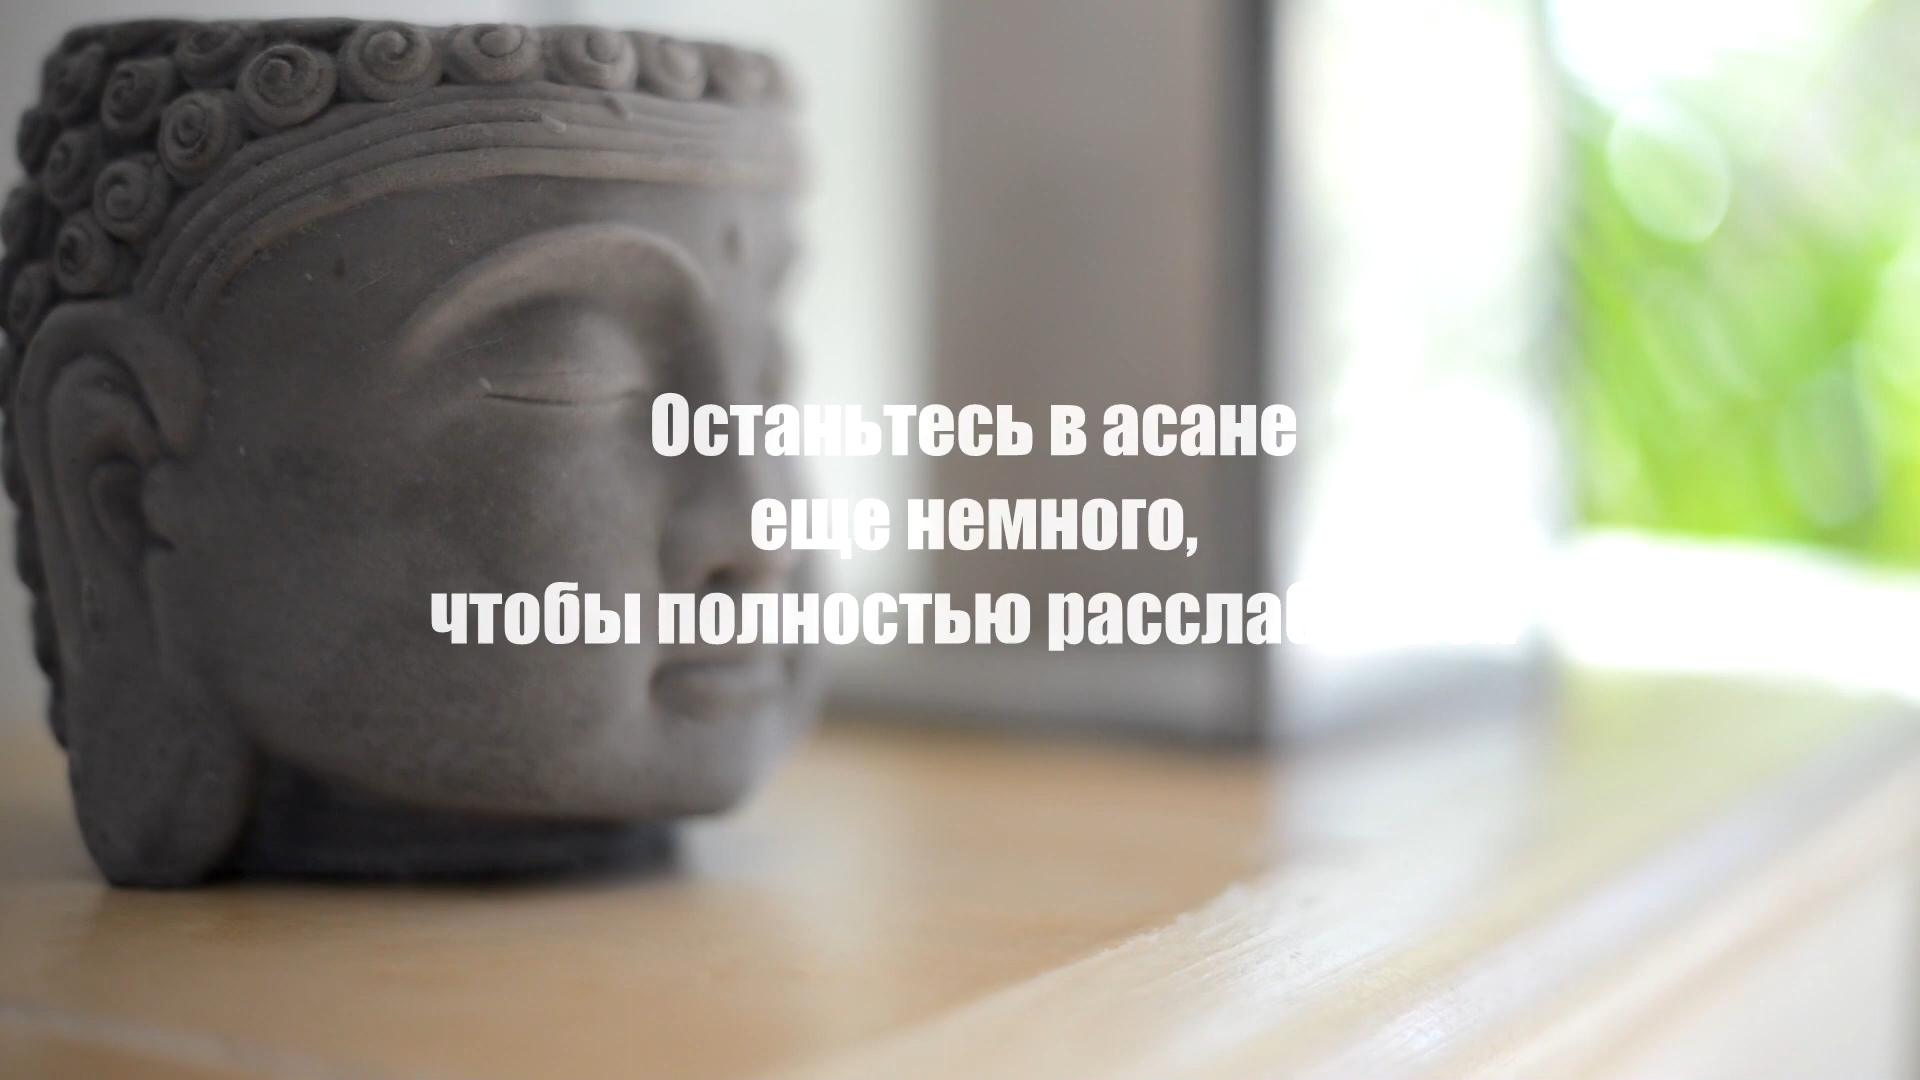 Останьтесь в асане
еще немного,
чтобы полностью